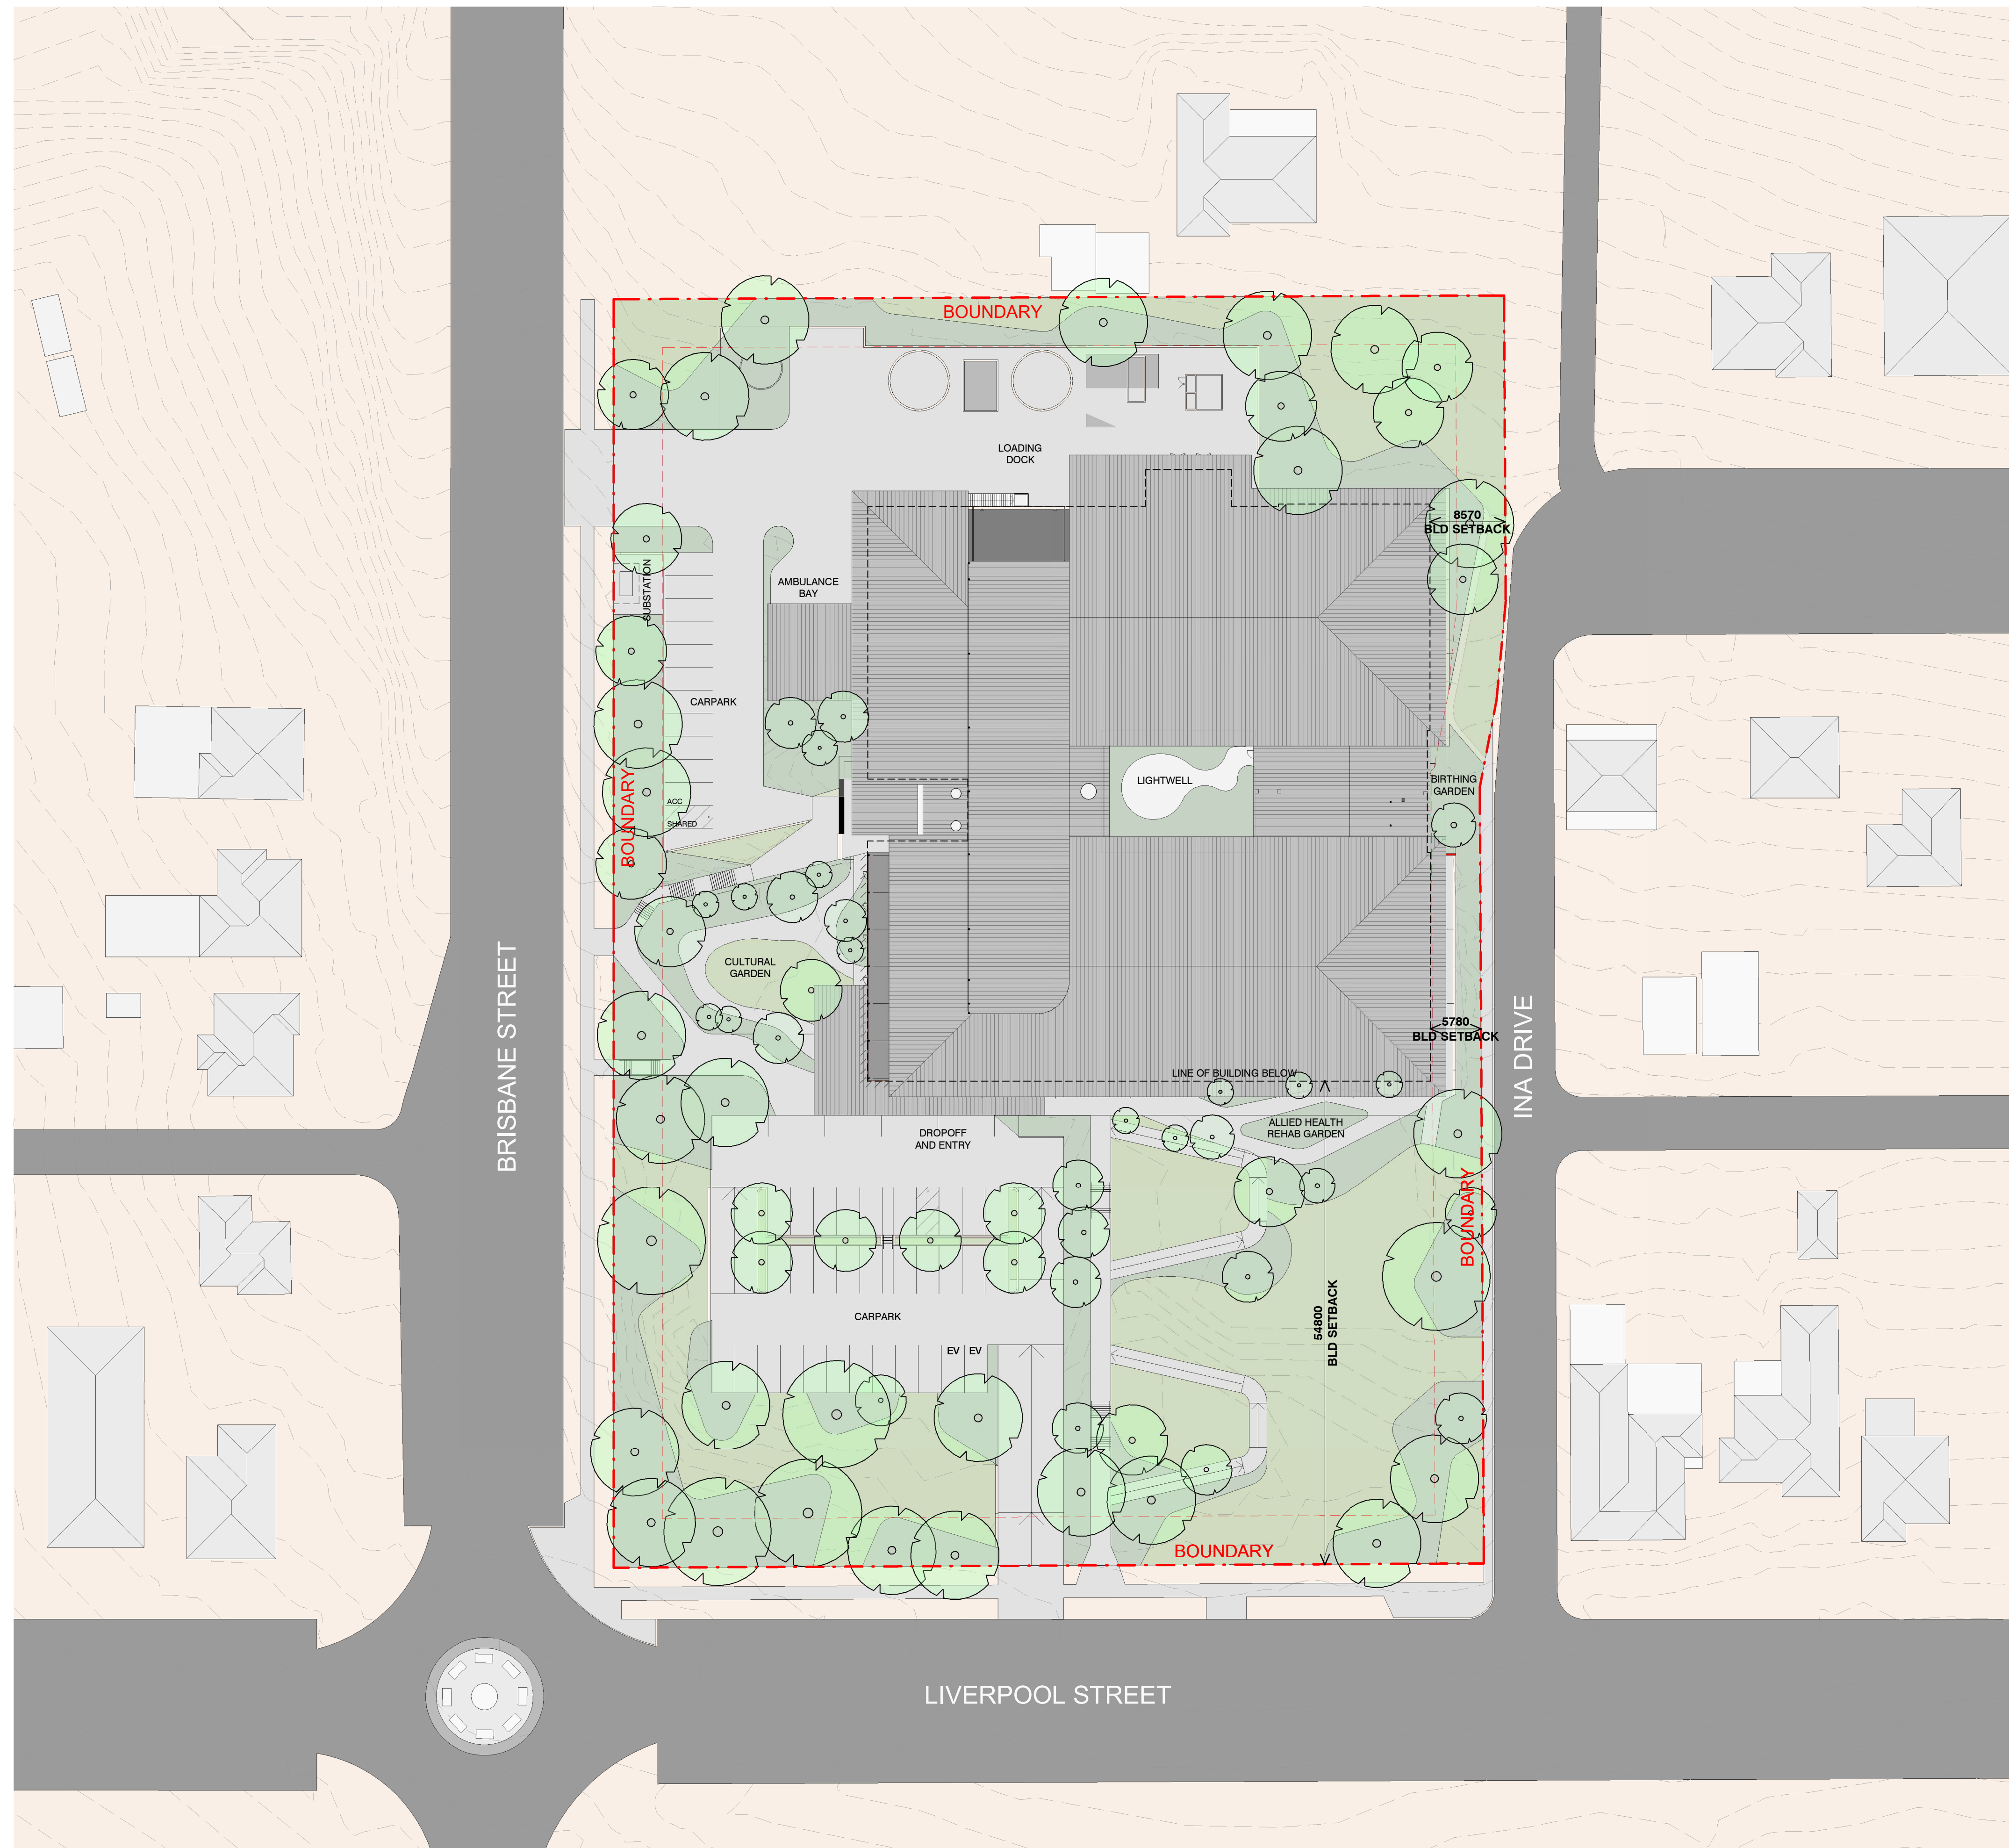 BOUNDARY
LOADING
DOCK
8570
BLD SETBACK
SUBSTATION
AMBULANCE
BAY
CARPARK
LIGHTWELL
BIRTHING
GARDEN
ACC
SHARED
BOUNDARY
CULTURAL
GARDEN
BRISBANE STREET
INA DRIVE
5780
BLD SETBACK
LINE OF BUILDING BELOW
ALLIED HEALTH
REHAB GARDEN
DROPOFF
AND ENTRY
BOUNDARY
CARPARK
54800
BLD SETBACK
EV EV
BOUNDARY
LIVERPOOL STREET